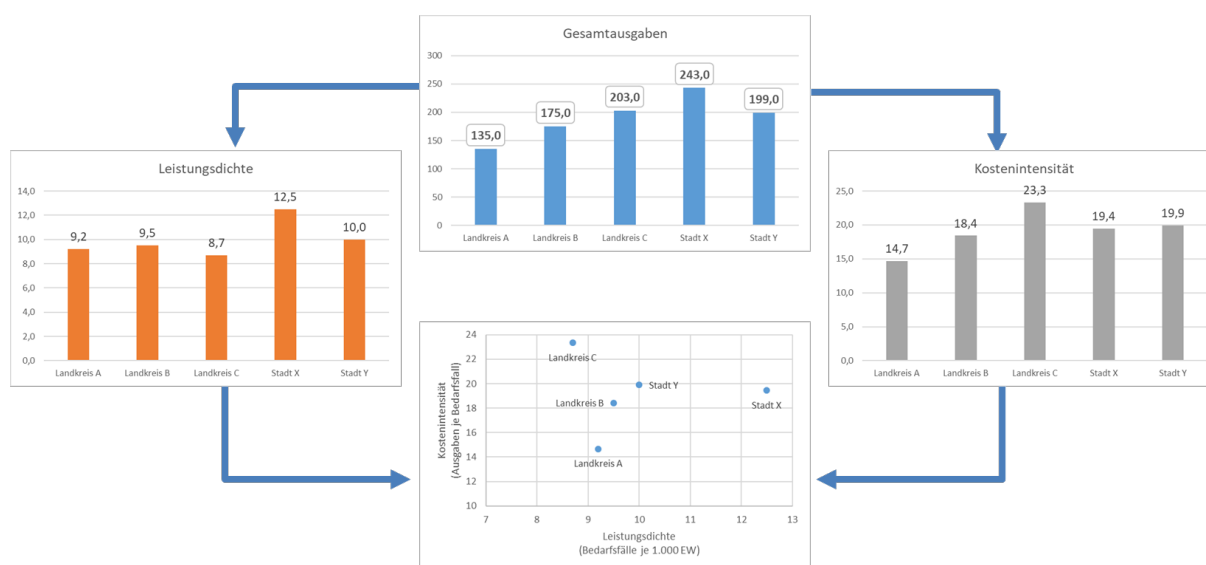 Gesamtausgaben
300
250
200
150
100
50
0
135,0
175,0
203,0
243,0
199,0
Landkreis A
Landkreis B
Landkreis C
Stadt X
Stadt Y
Leistungsdichte
14,0
12,0
10,0
8,0
6,0
4,0
2,0
0,0
9,2
9,5
8,7
12,5
10,0
Landkreis A
Landkreis B
Landkreis C
Stadt X
Stadt Y
Kostenintensität
25,0
20,0
15,0
10,0
5,0
0,0
14,7
18,4
23,3
19,4
19,9
Landkreis A
Landkreis B
Landkreis C
Stadt X
Stadt Y
Kostenintensität
(Ausgaben je Bedarfsfall)
24
22
20
18
16
14
12
10
Landkreis C
Stadt Y
Landkreis B
Stadt X
Landkreis A
7
8
9
10
11
12
13
Leistungsdichte
(Bedarfsfälle je 1.000 EW)